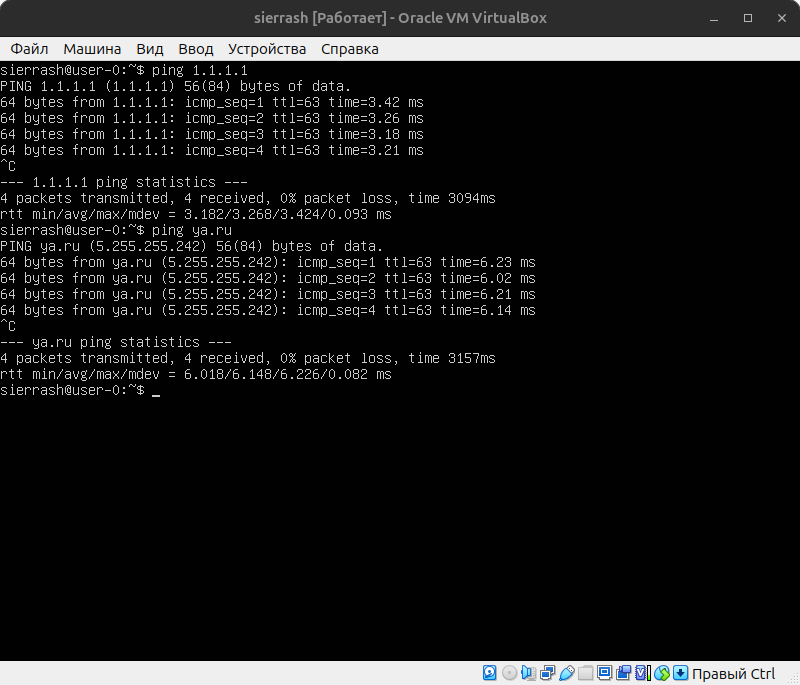 sierrash [Работает] - Oracle VM VirtualBox
Файл Машина Вид Ввод Устройства Справка
sierrash@user-0:~$ ping 1.1.1.1
PING 1.1.1.1 (1.1.1.1) 56(84) bytes of data.
64 bytes from 1.1.1.1: icmp_seq=1 ttl=63 time=3.42 ms
64 bytes from 1.1.1.1: icmp_seq=2 ttl=63 time=3.26 ms
64 bytes from 1.1.1.1: icmp_seq=3 ttl=63 time=3.18 ms
64 bytes from 1.1.1.1: icmp_seq=4 ttl=63 time=3.21 ms
^C
--- 1.1.1.1 ping statistics ---
4 packets transmitted, 4 received, 0% packet loss, time 3094ms
rtt min/avg/max/mdev = 3.182/3.268/3.424/0.093 ms
sierrash@user-0:~$ ping ya.ru
PING ya.ru (5.255.255.242) 56(84) bytes of data.
64 bytes from ya.ru (5.255.255.242): icmp_seq=1 ttl=63 time=6.23 ms
64 bytes from ya.ru (5.255.255.242): icmp_seq=2 ttl=63 time=6.02 ms
64 bytes from ya.ru (5.255.255.242): icmp_seq=3 ttl=63 time=6.21 ms
64 bytes from ya.ru (5.255.255.242): icmp_seq=4 ttl=63 time=6.14 ms
^C
--- ya.ru ping statistics ---
4 packets transmitted, 4 received, 0% packet loss, time 3157ms
rtt min/avg/max/mdev = 6.018/6.148/6.226/0.082 ms
sierrash@user-0:~$ _
Правый Ctrl